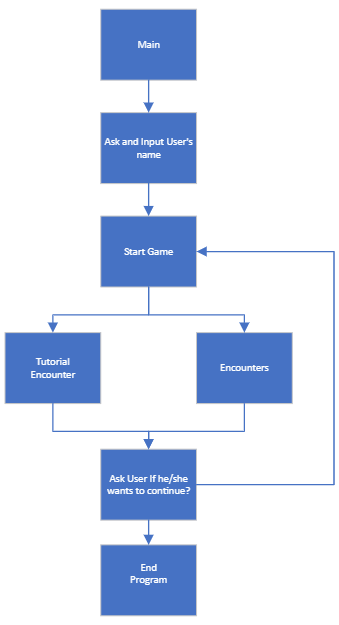 Main
Ask and Input User's
name
Start Game
Tutorial
Encounter
Encounters
Ask User If he/she
wants to continue?
End
Program